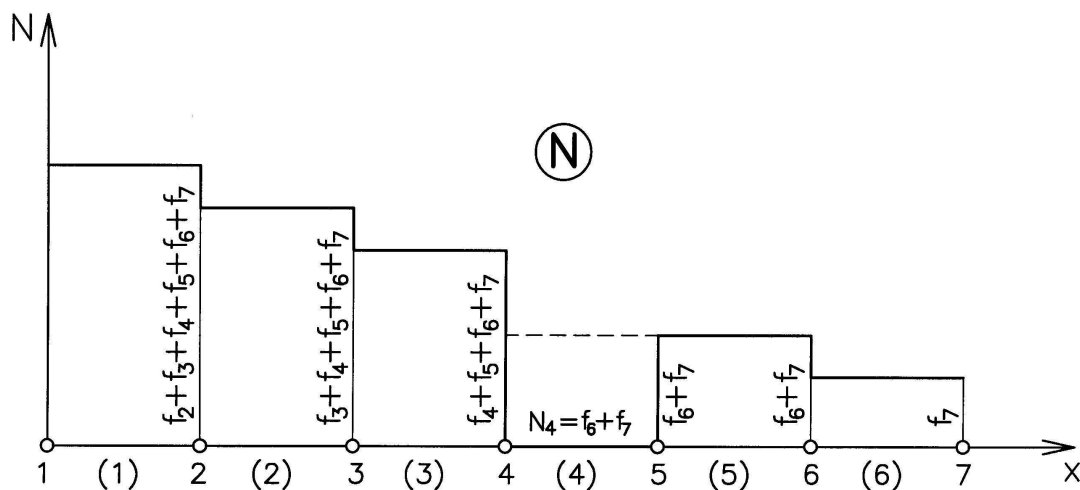 N
N
f₂+f₃+f₄+f₅+f₆+f₇
f₃+f₄+f₅+f₆+f₇
f₄+f₅+f₆+f₇
N₄=f₆+f₇
f₆+f₇
f₆+f₇
f₇
1 (1) 2 (2) 3 (3) 4 (4) 5 (5) 6 (6) 7 x